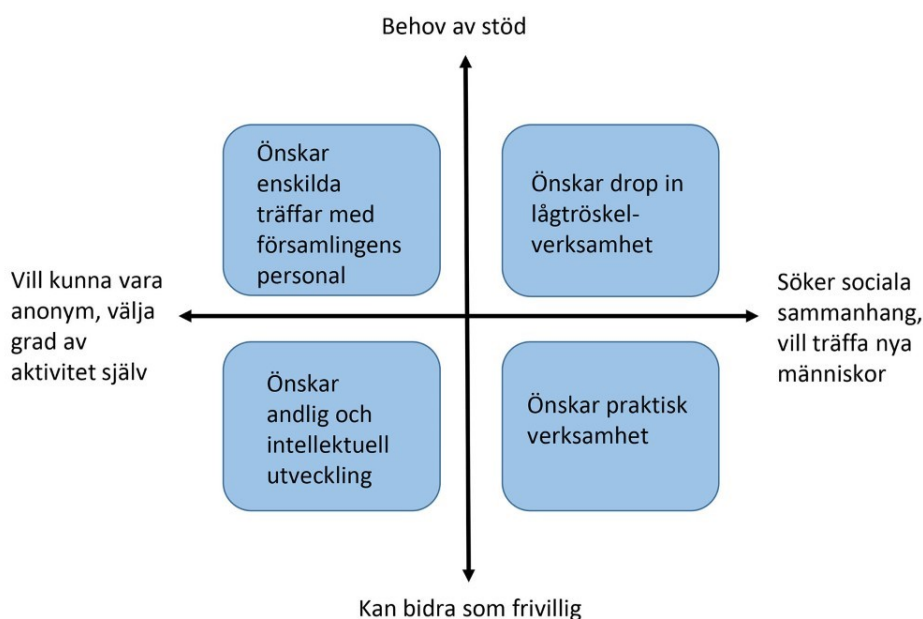 Behov av stöd
Önskar
enskilda
träffar med
församlingens
personal
Önskar drop in
lågtröskel-
verksamhet
Vill kunna vara
anonym, välja
grad av
aktivitet själv
Söker sociala
sammanhang,
vill träffa nya
människor
Önskar
andlig och
intellektuell
utveckling
Önskar praktisk
verksamhet
Kan bidra som frivillig